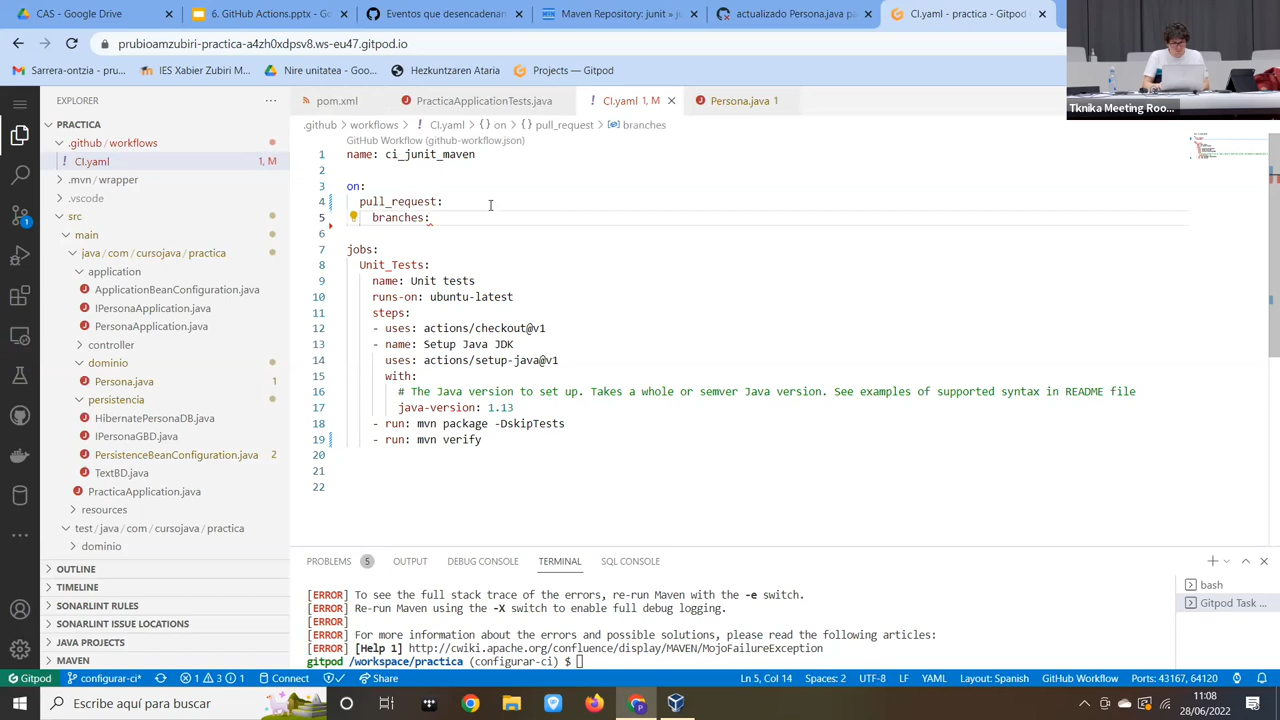 Desencadenando
Maven – Introduct
Unit test · prubio
actualizado Persona
Persona.java - pra
CI.yaml - practica
prubioamzubiri-practica-a4zh0xdpsv8.ws-eu47.gitpod.io
Sarrera-ontzia - pru...
IES Xabier Zubiri M...
Nire unitatea - Goo...
Hezkuntzaren Ataria
Projects — Gitpod
Tknika Meeting Roo...
EXPLORER
pom.xml
PracticaApplicationTests.java
CI.yaml 1, M
Persona.java 1
PRACTICA
.github/workflows
CI.yaml 1, M
.mvn / wrapper
.vscode
src
main
java / com / cursojava / practica
application
ApplicationBeanConfiguration.java
IPersonaApplication.java
PersonaApplication.java
controller
dominio
Persona.java 1
persistencia
HibernatePersonaDB.java
IPersonaGBD.java
PersistenceBeanConfiguration.java 2
TextBD.java
PracticaApplication.java
resources
test / java / com / cursojava / practica
dominio
OUTLINE
TIMELINE
SONARLINT RULES
SONARLINT ISSUE LOCATIONS
JAVA PROJECTS
MAVEN
.github > workflows > CI.yaml > {} on > {} pull_request > branches
GitHub Workflow (github-workflow.json)
1 name: ci_junit_maven
2
3 on:
4 pull_request:
5 branches:
6
7 jobs:
8 Unit_Tests:
9 name: Unit tests
10 runs-on: ubuntu-latest
11 steps:
12 - uses: actions/checkout@v1
13 - name: Setup Java JDK
14 uses: actions/setup-java@v1
15 with:
16 # The Java version to set up. Takes a whole or semver Java version. See examples of supported syntax in README file
17 java-version: 1.13
18 - run: mvn package -DskipTests
19 - run: mvn verify
20
21
22
PROBLEMS 5 OUTPUT DEBUG CONSOLE TERMINAL SQL CONSOLE
bash
Gitpod Task ...
[ERROR] To see the full stack trace of the errors, re-run Maven with the -e switch.
[ERROR] Re-run Maven using the -X switch to enable full debug logging.
[ERROR]
[ERROR] For more information about the errors and possible solutions, please read the following articles:
[ERROR] [Help 1] http://cwiki.apache.org/confluence/display/MAVEN/MojoFailureException
gitpod /workspace/practica (configurar-ci) $
Gitpod configurar-ci* 1 3 1 Connect Share Ln 5, Col 14 Spaces: 2 UTF-8 LF YAML Layout: Spanish GitHub Workflow Ports: 43167, 64120
Escribe aquí para buscar
11:08
28/06/2022